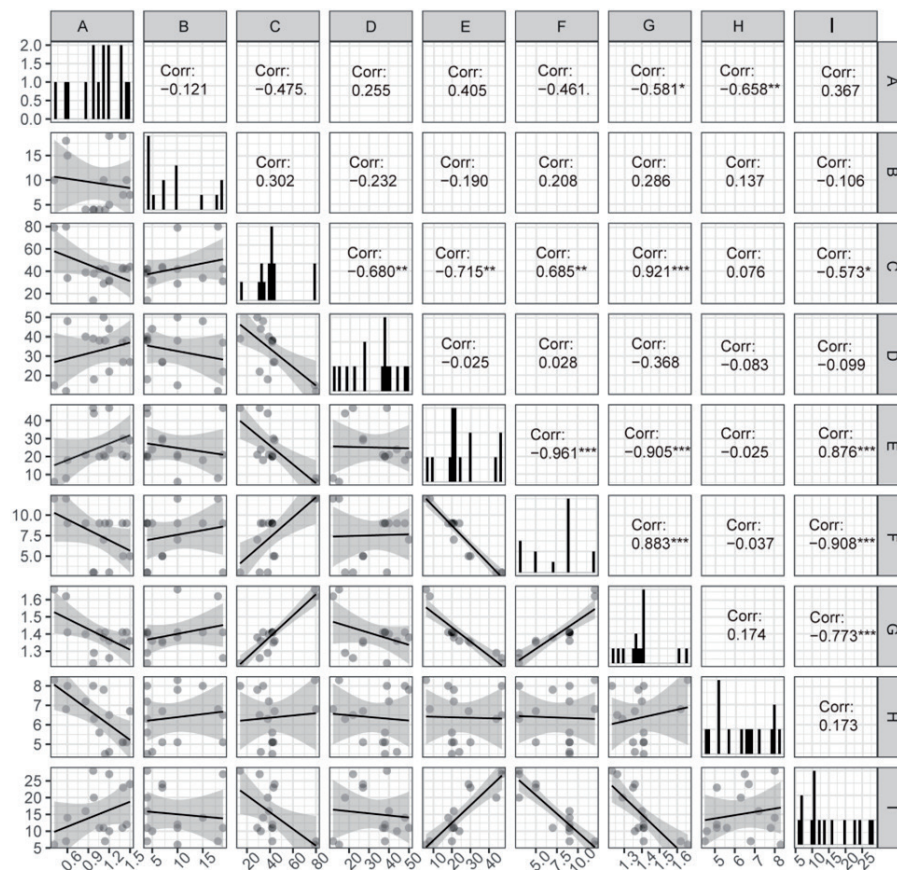 A B C D E F G H I
2.0
1.5
1.0
0.5
0.0
Corr: Corr: Corr: Corr: Corr: Corr: Corr: Corr:
−0.121 −0.475. 0.255 0.405 −0.461. −0.581* −0.658** 0.367
A
15
10
5
Corr: Corr: Corr: Corr: Corr: Corr: Corr:
0.302 −0.232 −0.190 0.208 0.286 0.137 −0.106
B
80
60
40
20
Corr: Corr: Corr: Corr: Corr: Corr:
−0.680** −0.715** 0.685** 0.921*** 0.076 −0.573*
C
50
40
30
20
Corr: Corr: Corr: Corr: Corr:
−0.025 0.028 −0.368 −0.083 −0.099
D
40
30
20
10
Corr: Corr: Corr: Corr:
−0.961*** −0.905*** −0.025 0.876***
E
10.0
7.5
5.0
Corr: Corr: Corr:
0.883*** −0.037 −0.908***
F
1.6
1.5
1.4
1.3
Corr: Corr:
0.174 −0.773***
G
8
7
6
5
Corr:
0.173
H
25
20
15
10
5
I
0.6 0.9 1.2 1.5 5 10 15 20 40 60 80 20 30 40 50 10 20 30 40 5.0 7.5 10.0 1.3 1.4 1.5 1.6 5 6 7 8 5 10 15 20 25